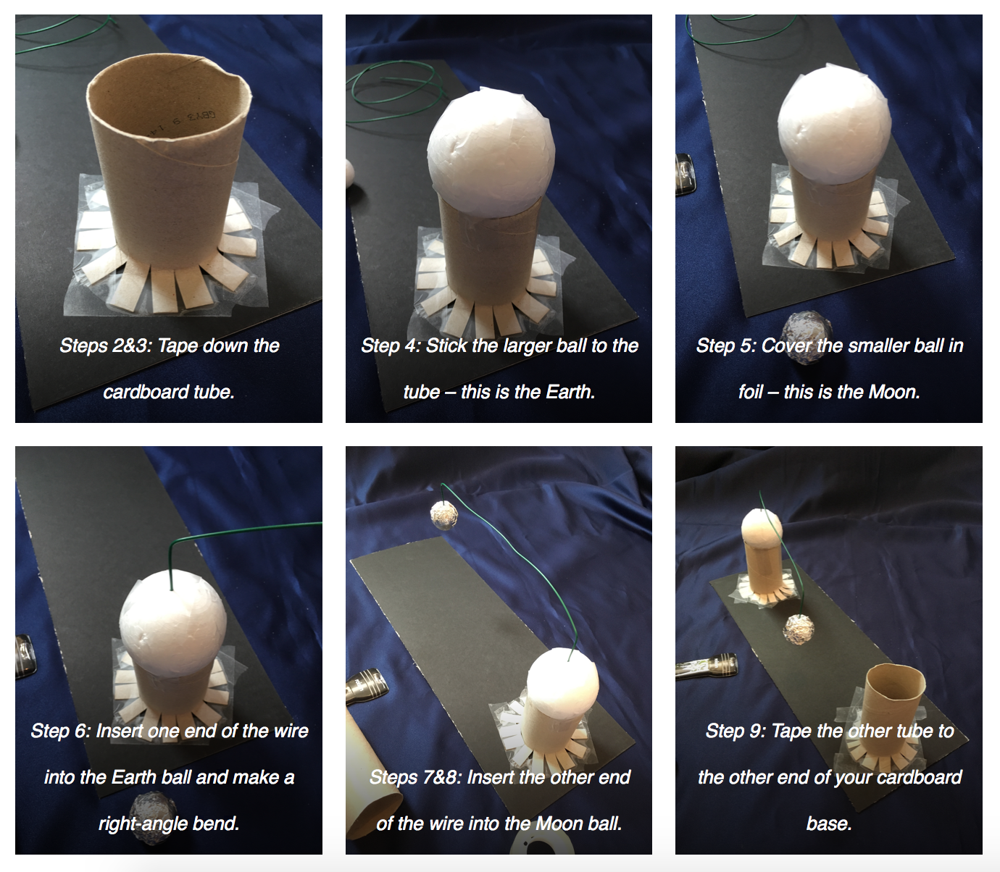 GBY3 9 14
Steps 2&3: Tape down the
cardboard tube.
Step 4: Stick the larger ball to the
tube – this is the Earth.
Step 5: Cover the smaller ball in
foil – this is the Moon.
Step 6: Insert one end of the wire
into the Earth ball and make a
right-angle bend.
Steps 7&8: Insert the other end
of the wire into the Moon ball.
Step 9: Tape the other tube to
the other end of your cardboard
base.